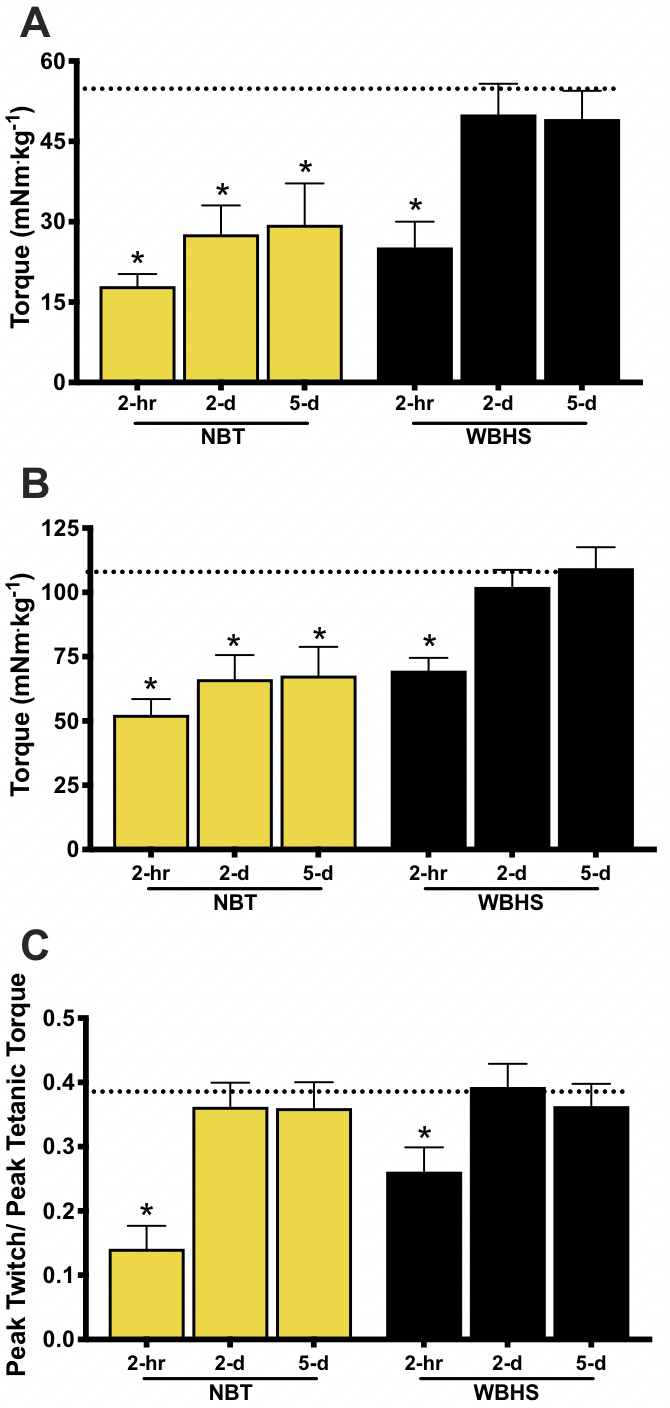 A
Torque (mNm·kg-1)
60
45
30
15
0
*
*
*
*
2-hr 2-d 5-d 2-hr 2-d 5-d
NBT WBHS
B
Torque (mNm·kg-1)
125
100
75
50
25
0
*
*
*
*
2-hr 2-d 5-d 2-hr 2-d 5-d
NBT WBHS
C
Peak Twitch/ Peak Tetanic Torque
0.5
0.4
0.3
0.2
0.1
0.0
*
*
2-hr 2-d 5-d 2-hr 2-d 5-d
NBT WBHS